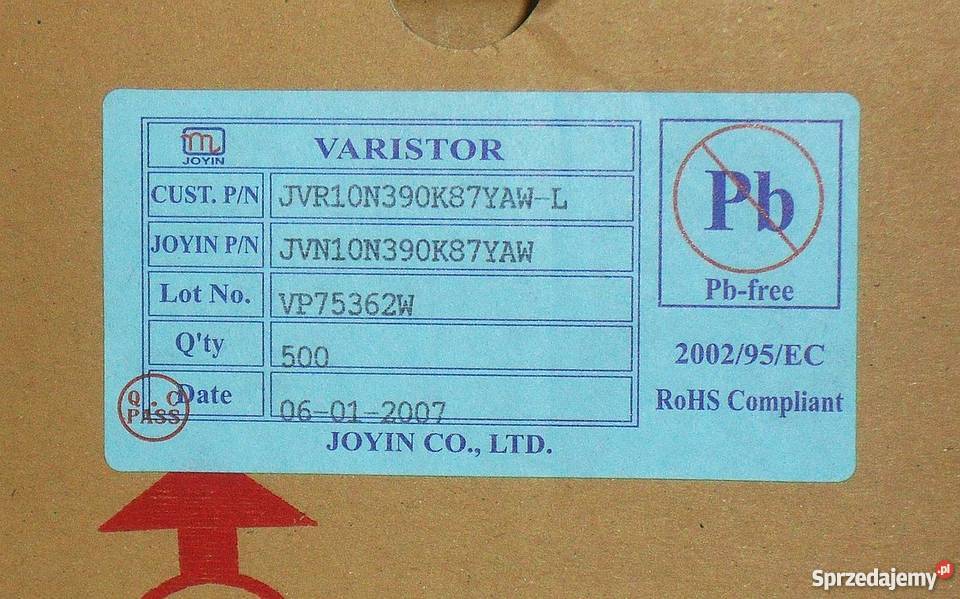 JOYIN
VARISTOR
CUST. P/N JVR10N390K87YAW-L
JOYIN P/N JVN10N390K87YAW
Lot No. VP75362W
Q'ty 500
Date 06-01-2007
Q.C
PASS
JOYIN CO., LTD.
Pb
Pb-free
2002/95/EC
RoHS Compliant
Sprzedajemy.pl